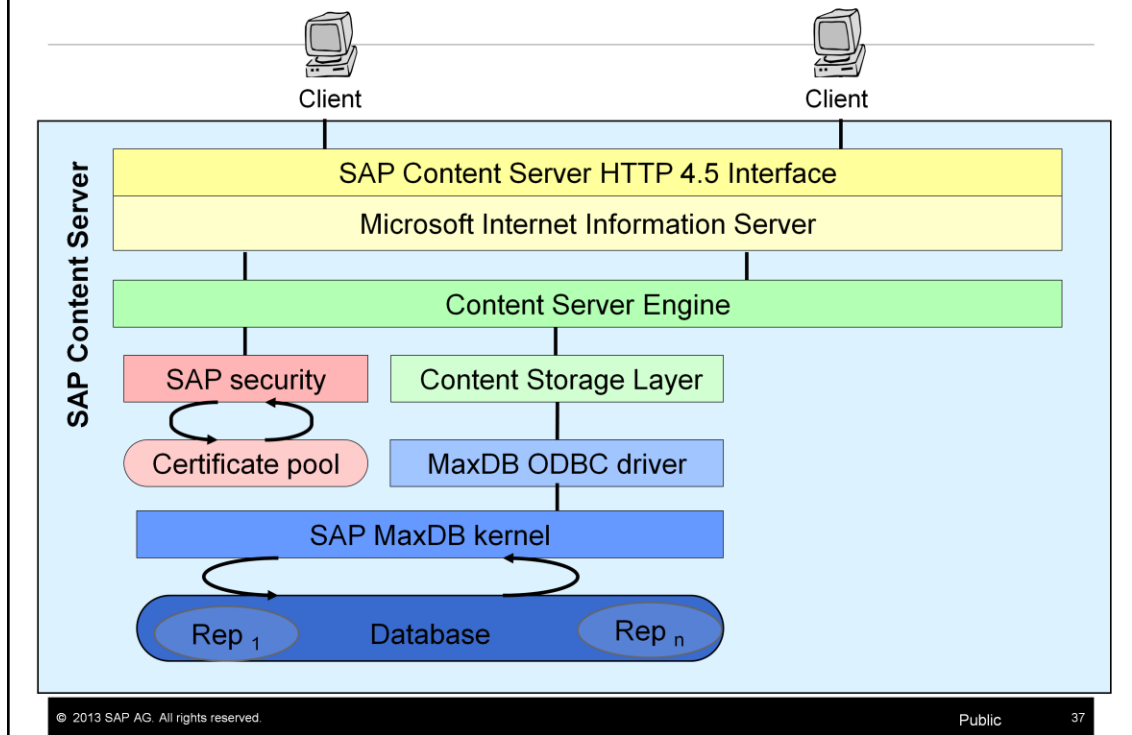 Client
Client
SAP Content Server
SAP Content Server HTTP 4.5 Interface
Microsoft Internet Information Server
Content Server Engine
SAP security
Content Storage Layer
Certificate pool
MaxDB ODBC driver
SAP MaxDB kernel
Rep 1
Database
Rep n
© 2013 SAP AG. All rights reserved.
Public
37